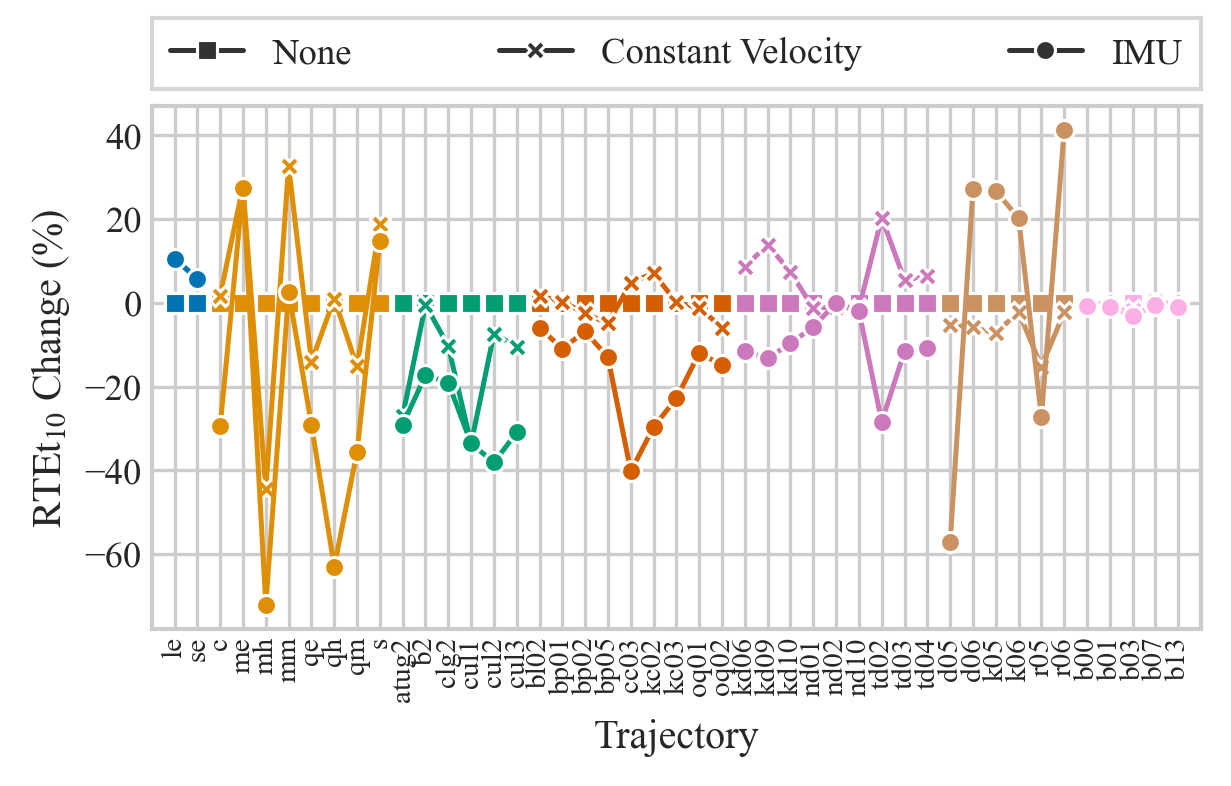 None Constant Velocity IMU
40
20
0
−20
−40
−60
RTEt10 Change (%)
le se c me mh mm qe qh qm s atug2 b2 clg2 cul1 cul2 cul3 bl02 bp01 bp02 bp05 cc03 kc02 kc03 oq01 oq02 kd06 kd09 kd10 nd01 nd02 nd10 td02 td03 td04 d05 d06 k05 k06 r05 r06 b00 b01 b03 b07 b13
Trajectory